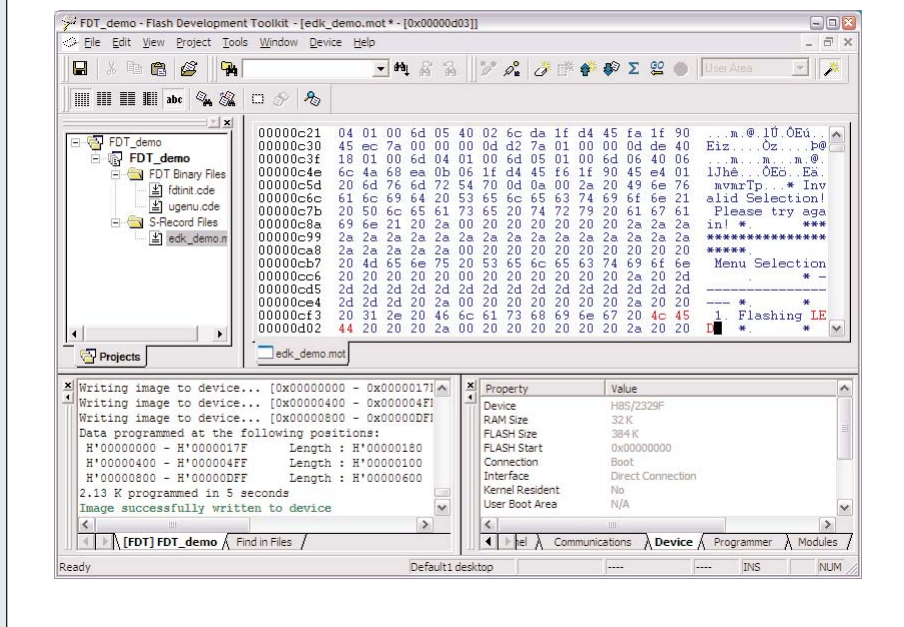 FDT_demo - Flash Development Toolkit - [edk_demo.mot * - [0x00000d03]]
File Edit View Project Tools Window Device Help
User Area
abc
FDT_demo
FDT_demo
FDT Binary Files
fdtinit.cde
ugenu.cde
S-Record Files
edk_demo.n
Projects
00000c21 04 01 00 6d 05 40 02 6c da 1f d4 45 fa 1f 90 ...m.@.lÚ.ÔEú..
00000c30 45 ec 7a 00 00 00 0d d2 7a 01 00 00 0d de 40 Eìz....Òz....Þ@
00000c3f 18 01 00 6d 04 01 00 6d 05 01 00 6d 06 40 06 ...m...m...m.@.
00000c4e 6c 4a 68 ea 0b 06 1f d4 45 f6 1f 90 45 e4 01 lJhê...ÔEö..Eä.
00000c5d 20 6d 76 6d 72 54 70 0d 0a 00 2a 20 49 6e 76 mvmrTp...* Inv
00000c6c 61 6c 69 64 20 53 65 6c 65 63 74 69 6f 6e 21 alid Selection!
00000c7b 20 50 6c 65 61 73 65 20 74 72 79 20 61 67 61 Please try aga
00000c8a 69 6e 21 20 2a 00 20 20 20 20 20 20 2a 2a 2a in! *. ***
00000c99 2a 2a 2a 2a 2a 2a 2a 2a 2a 2a 2a 2a 2a 2a 2a ***************
00000ca8 2a 2a 2a 2a 2a 00 20 20 20 20 20 20 20 20 20 *****.
00000cb7 20 4d 65 6e 75 20 53 65 6c 65 63 74 69 6f 6e Menu Selection
00000cc6 20 20 20 20 20 00 20 20 20 20 20 20 2a 20 2d . * -
00000cd5 2d 2d 2d 2d 2d 2d 2d 2d 2d 2d 2d 2d 2d 2d 2d ---------------
00000ce4 2d 2d 2d 20 2a 00 20 20 20 20 20 20 2a 20 20 --- *. *
00000cf3 20 31 2e 20 46 6c 61 73 68 69 6e 67 20 4c 45 1. Flashing LE
00000d02 44 20 20 20 2a 00 20 20 20 20 20 20 2a 20 20 D *. *
edk_demo.mot
Writing image to device... [0x00000000 - 0x0000017
Writing image to device... [0x00000400 - 0x000004F
Writing image to device... [0x00000800 - 0x00000DF
Data programmed at the following positions:
H'00000000 - H'0000017F Length : H'00000180
H'00000400 - H'000004FF Length : H'00000100
H'00000800 - H'00000DFF Length : H'00000600
2.13 K programmed in 5 seconds
Image successfully written to device
[FDT] FDT_demo Find in Files
Property Value
Device H8S/2329F
RAM Size 32 K
FLASH Size 384 K
FLASH Start 0x00000000
Connection Boot
Interface Direct Connection
Kernel Resident No
User Boot Area N/A
nel Communications Device Programmer Modules
Ready Default1 desktop ---- ---- INS NUM